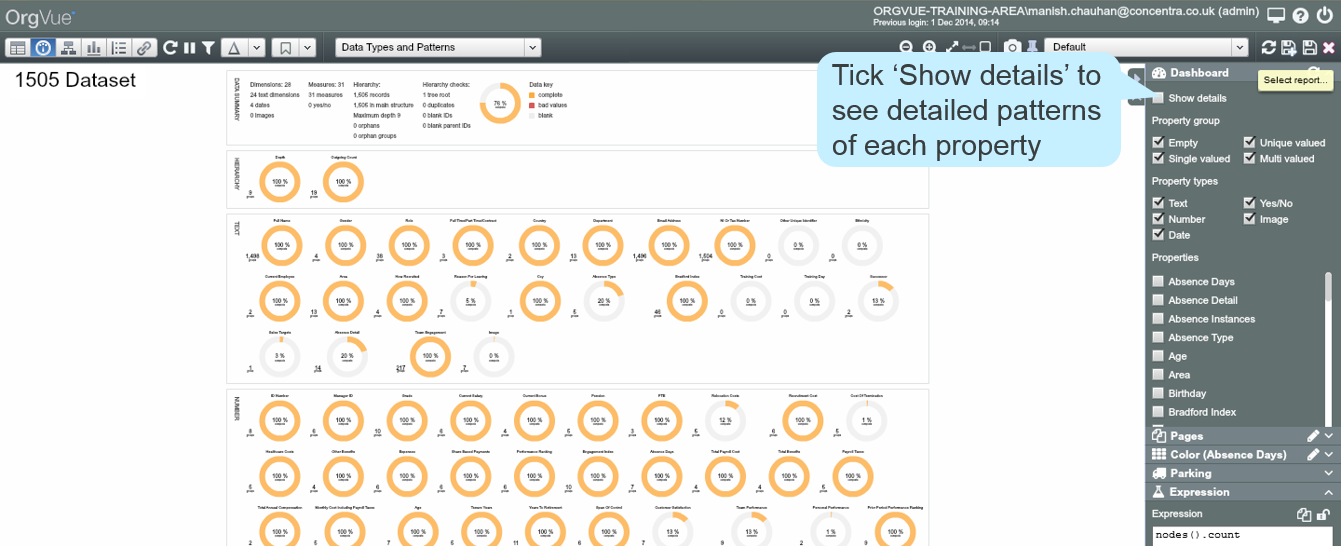 OrgVue
ORGVUE-TRAINING-AREA\manish.chauhan@concentra.co.uk (admin)
Previous login: 1 Dec 2014, 09:14
Data Types and Patterns
Default
1505 Dataset
Tick ‘Show details’ to
see detailed patterns
of each property
DATA SUMMARY
Dimensions: 28
24 text dimensions
4 dates
0 images
Measures: 31
31 measures
0 yes/no
Hierarchy:
1,505 records
1,505 in main structure
Maximum depth 9
0 orphans
0 orphan groups
Hierarchy checks:
1 tree root
0 duplicates
0 blank IDs
0 blank parent IDs
76 %
Data key
complete
bad values
blank
HIERARCHY
Depth
Outgoing Count
100 %
100 %
9
19
TEXT
Full Name
Gender
Role
Full Time/Part Time/Contract
Country
Department
Email Address
NI Or Tax Number
Other Unique Identifier
Ethnicity
100 %
100 %
100 %
100 %
100 %
100 %
100 %
100 %
0 %
0 %
1,498
4
38
3
2
13
1,496
1,504
0
0
Current Employee
Area
How Recruited
Reason For Leaving
City
Absence Type
Bradford Index
Training Cost
Training Day
Successor
100 %
100 %
100 %
5 %
100 %
20 %
100 %
0 %
0 %
13 %
2
13
4
7
1
5
46
0
0
2
Sales Targets
Absence Detail
Team Engagement
Image
3 %
20 %
100 %
0 %
1
14
217
7
NUMBER
ID Number
Manager ID
Grade
Current Salary
Current Bonus
Pension
FTE
Relocation Costs
Recruitment Cost
Cost Of Termination
100 %
100 %
100 %
100 %
100 %
100 %
100 %
12 %
100 %
1 %
8
6
10
6
4
5
3
5
6
5
Healthcare Costs
Other Benefits
Expenses
Share Based Payments
Performance Ranking
Engagement Index
Absence Days
Total Payroll Cost
Total Benefits
Payroll Taxes
100 %
100 %
100 %
100 %
100 %
100 %
100 %
100 %
100 %
100 %
5
6
6
6
5
10
7
4
4
5
Total Annual Compensation
Monthly Cost Including Payroll Taxes
Age
Tenure Years
Years To Retirement
Span Of Control
Customer Satisfaction
Team Performance
Personal Performance
Prior Period Performance Ranking
100 %
100 %
100 %
100 %
100 %
100 %
13 %
13 %
1 %
100 %
Dashboard
Select report...
Show details
Property group
Empty
Unique valued
Single valued
Multi valued
Property types
Text
Yes/No
Number
Image
Date
Properties
Absence Days
Absence Detail
Absence Instances
Absence Type
Age
Area
Birthday
Bradford Index
Pages
Color (Absence Days)
Parking
Expression
Expression
nodes().count